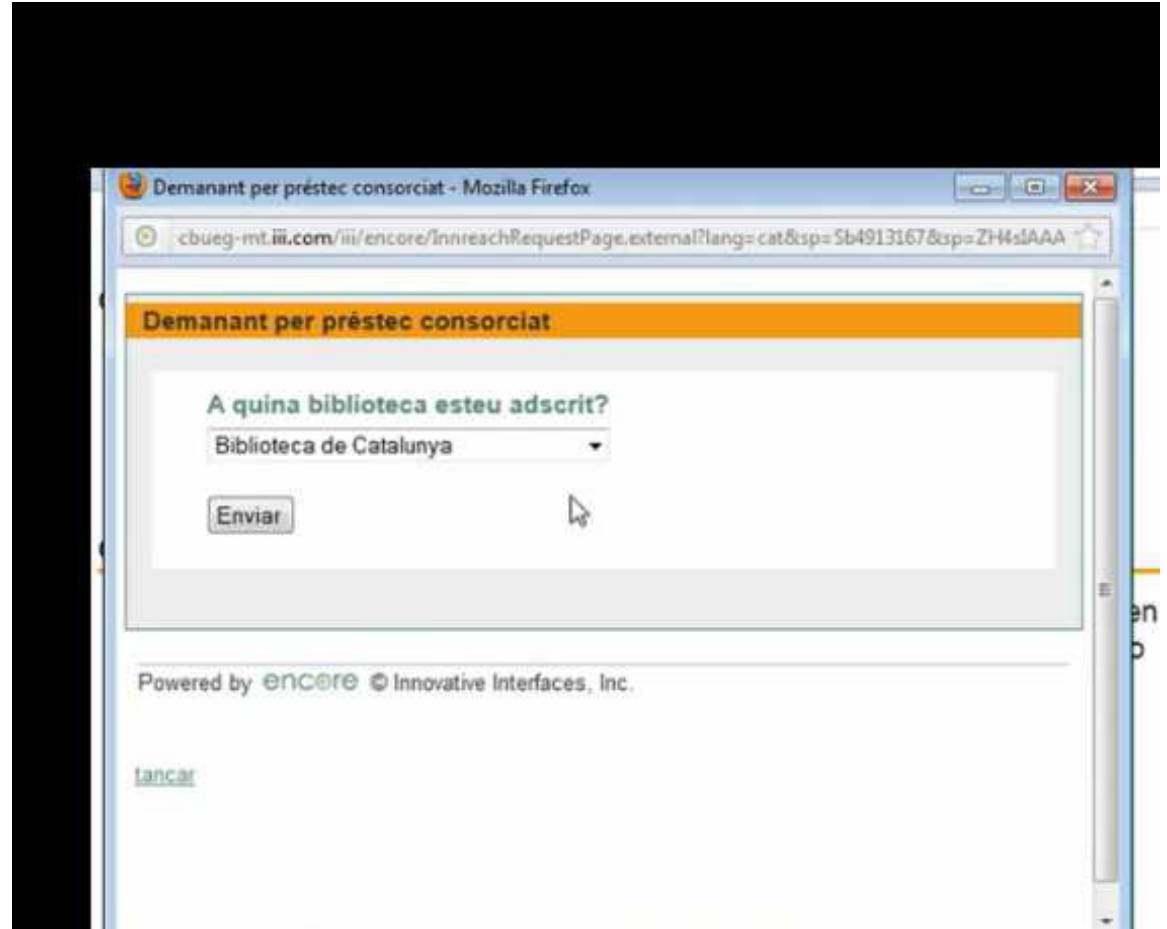 Demanant per préstec consorciat - Mozilla Firefox
cbueg-mt.iii.com/iii/encore/InnreachRequestPage.external?lang=cat&sp=Sb4913167&sp=ZH4sIAAA
Demanant per préstec consorciat
A quina biblioteca esteu adscrit?
Biblioteca de Catalunya
Enviar
en
Powered by encore © Innovative Interfaces, Inc.
tancar